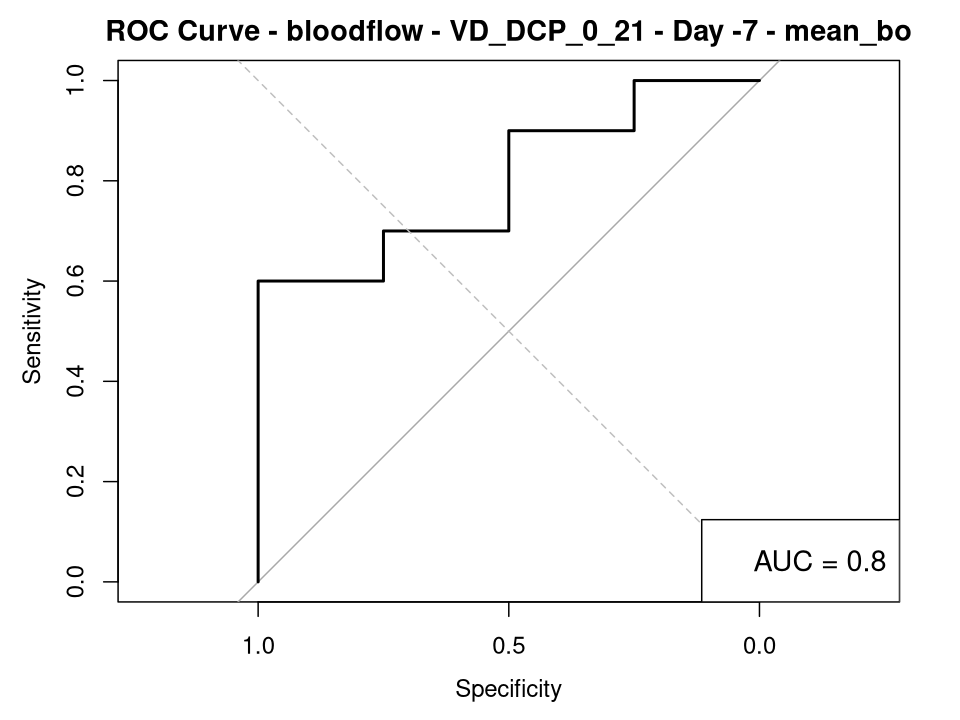 ROC Curve - bloodflow - VD_DCP_0_21 - Day -7 - mean_bo
1.0
0.8
0.6
0.4
0.2
0.0
Sensitivity
AUC = 0.8
1.0 0.5 0.0
Specificity